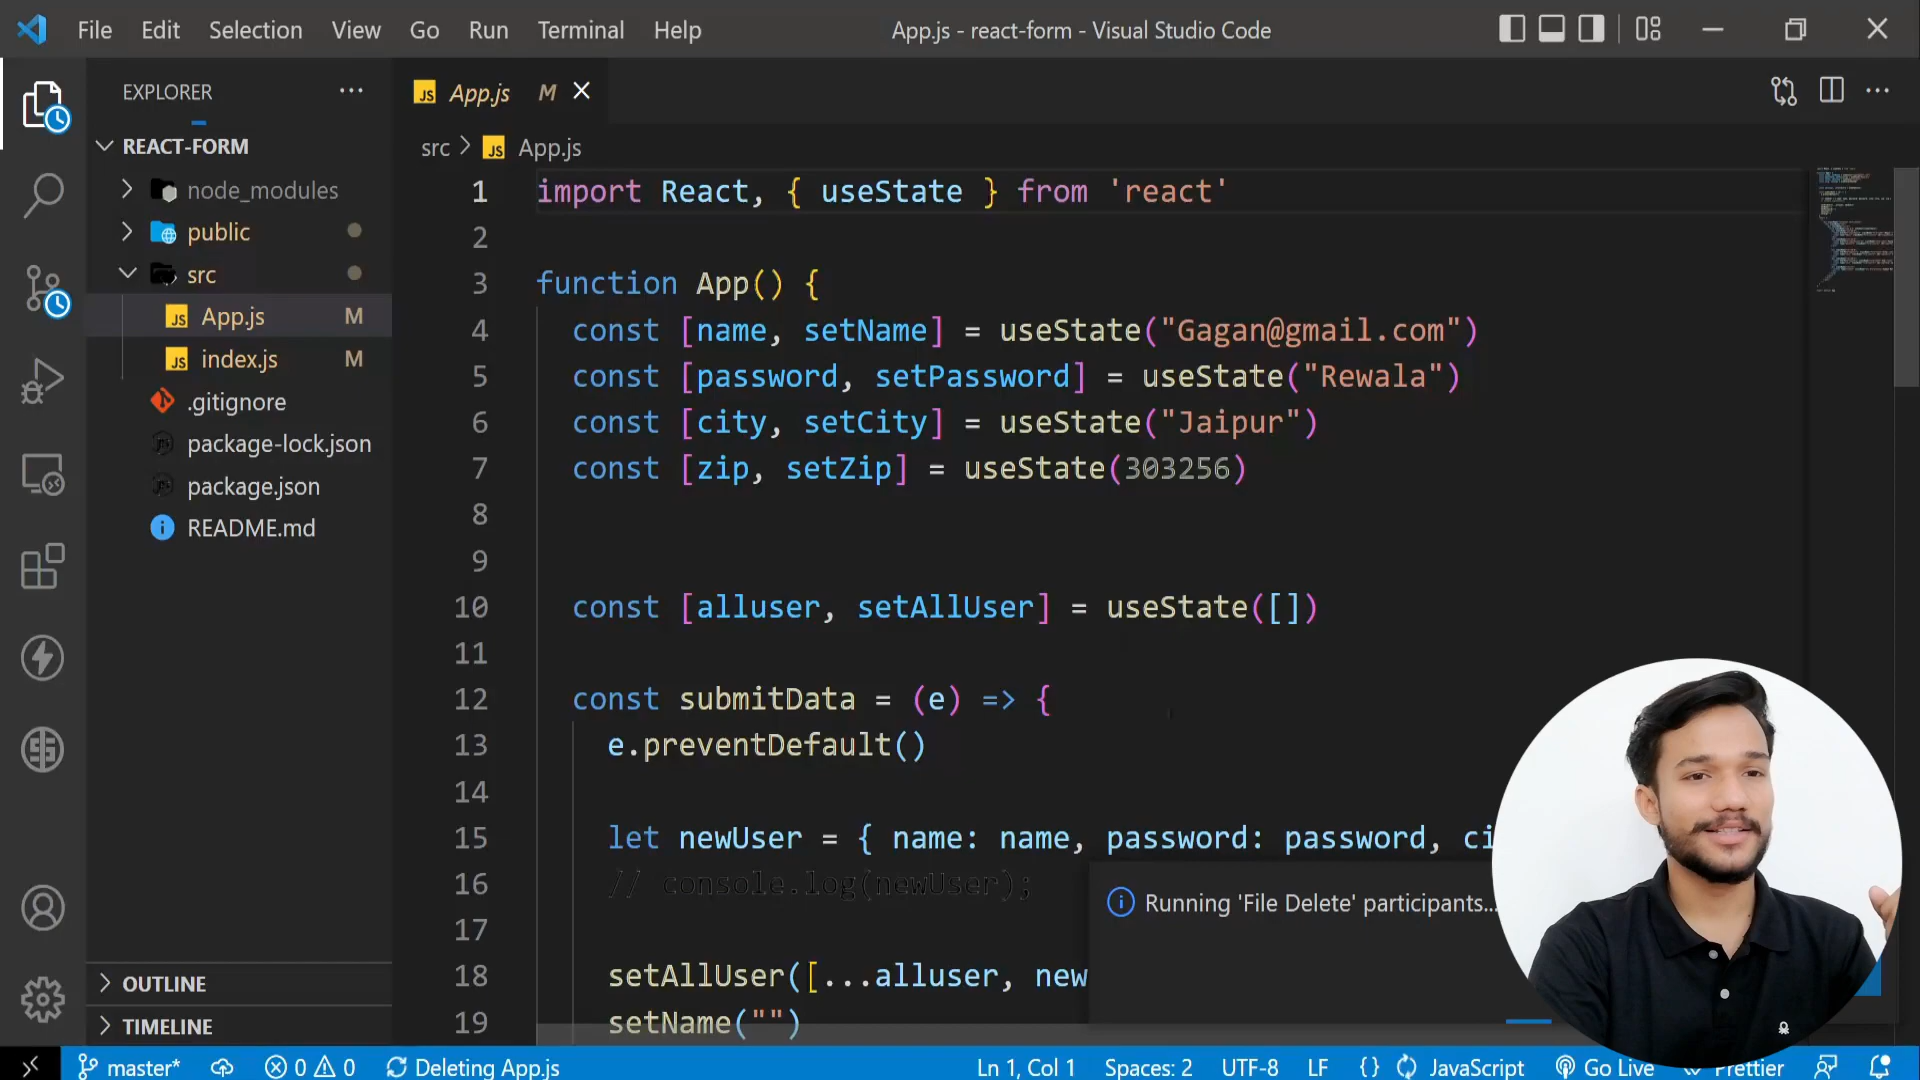 File Edit Selection View Go Run Terminal Help
App.js - react-form - Visual Studio Code
EXPLORER
REACT-FORM
node_modules
public
src
JS App.js M
JS index.js M
.gitignore
package-lock.json
package.json
README.md
OUTLINE
TIMELINE
JS App.js M
src > JS App.js
1 import React, { useState } from 'react'
2
3 function App() {
4 const [name, setName] = useState("Gagan@gmail.com")
5 const [password, setPassword] = useState("Rewala")
6 const [city, setCity] = useState("Jaipur")
7 const [zip, setZip] = useState(303256)
8
9
10 const [alluser, setAllUser] = useState([])
11
12 const submitData = (e) => {
13 e.preventDefault()
14
15 let newUser = { name: name, password: password, ci
16 // console.log(newUser);
17
18 setAllUser([...alluser, new
19 setName("")
Running 'File Delete' participants...
master* 0 0 Deleting App.js
Ln 1, Col 1 Spaces: 2 UTF-8 LF {} JavaScript Go Live Prettier